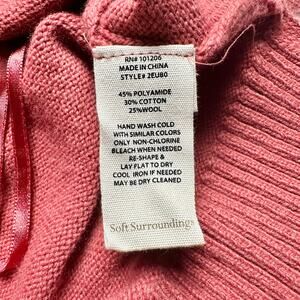 RN# 101206
MADE IN CHINA
STYLE# 2EU80
45% POLYAMIDE
30% COTTON
25% WOOL
HAND WASH COLD
WITH SIMILAR COLORS
ONLY NON-CHLORINE
BLEACH WHEN NEEDED
RE-SHAPE &
LAY FLAT TO DRY
COOL IRON IF NEEDED
MAY BE DRY CLEANED
Soft Surroundings